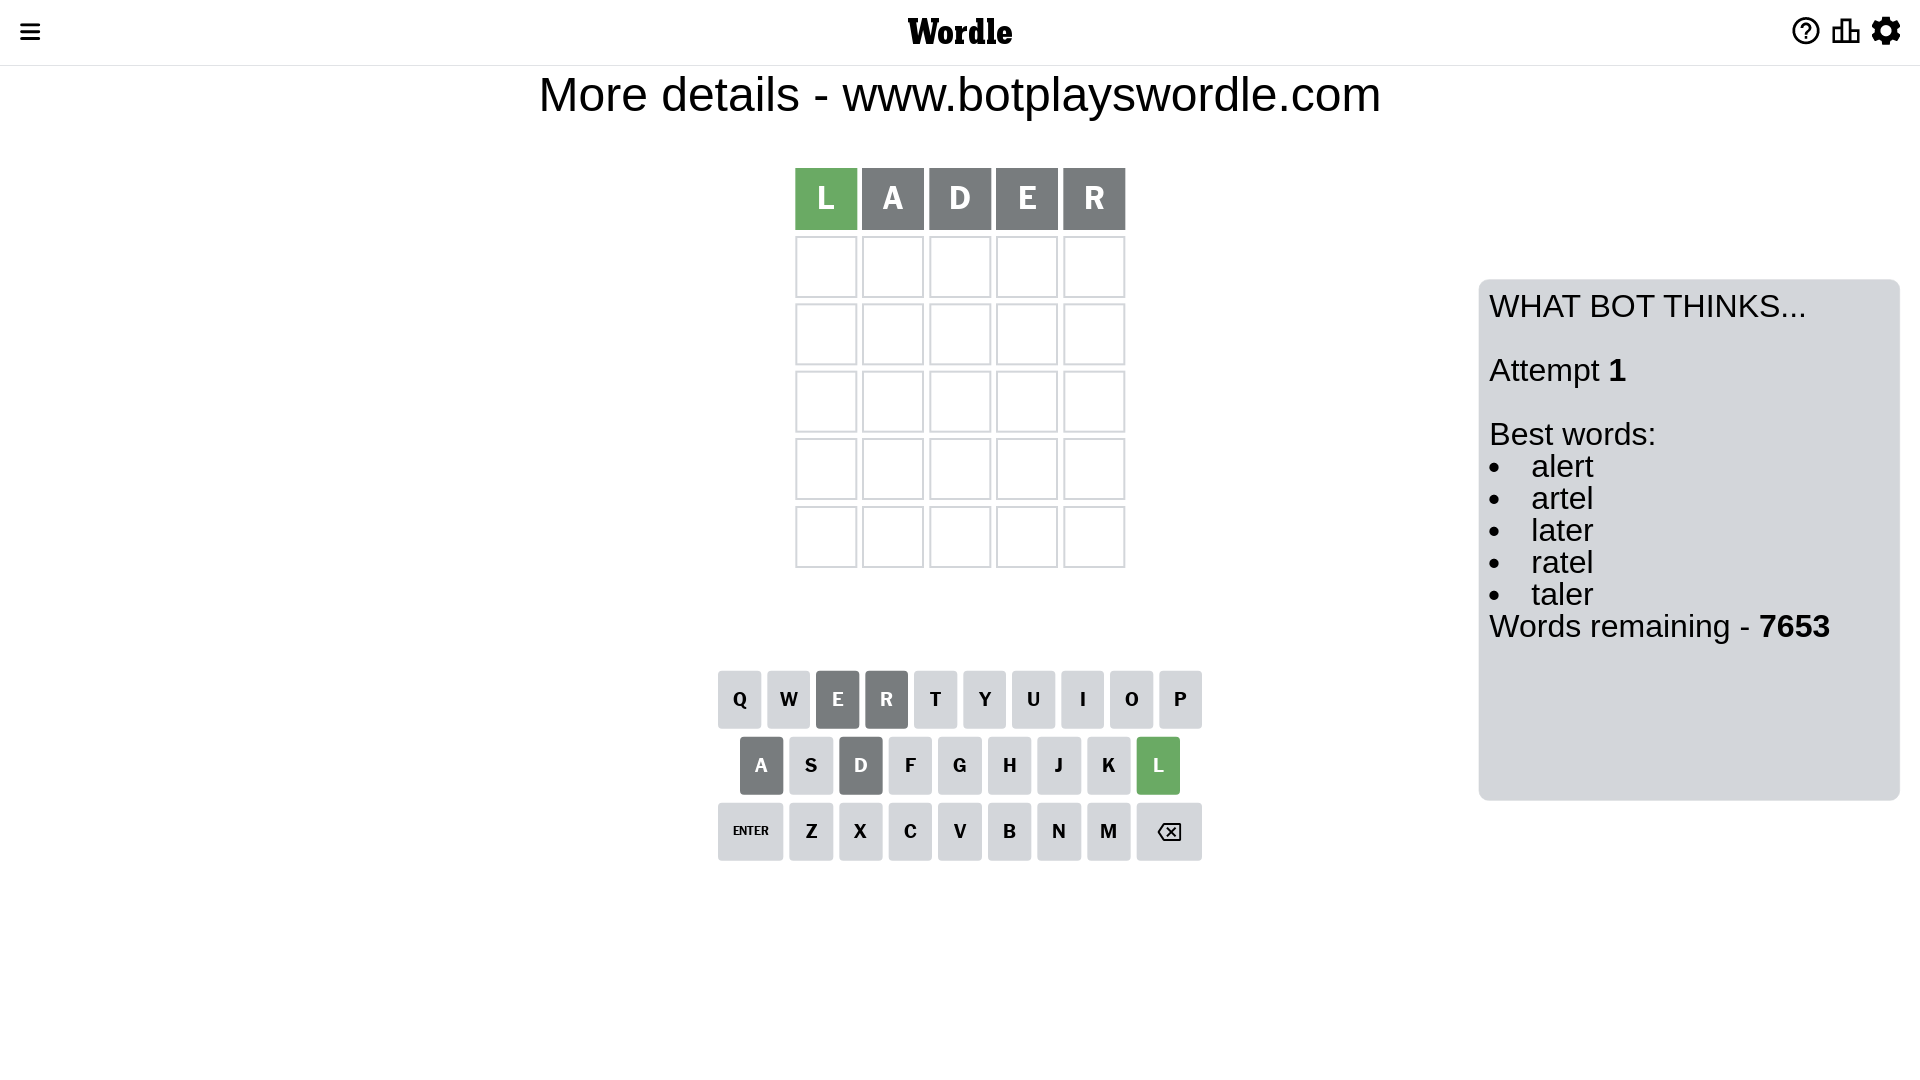 Wordle
More details - www.botplayswordle.com
L A D E R
WHAT BOT THINKS...
Attempt 1
Best words:
• alert
• artel
• later
• ratel
• taler
Words remaining - 7653
Q W E R T Y U I O P
A S D F G H J K L
ENTER Z X C V B N M